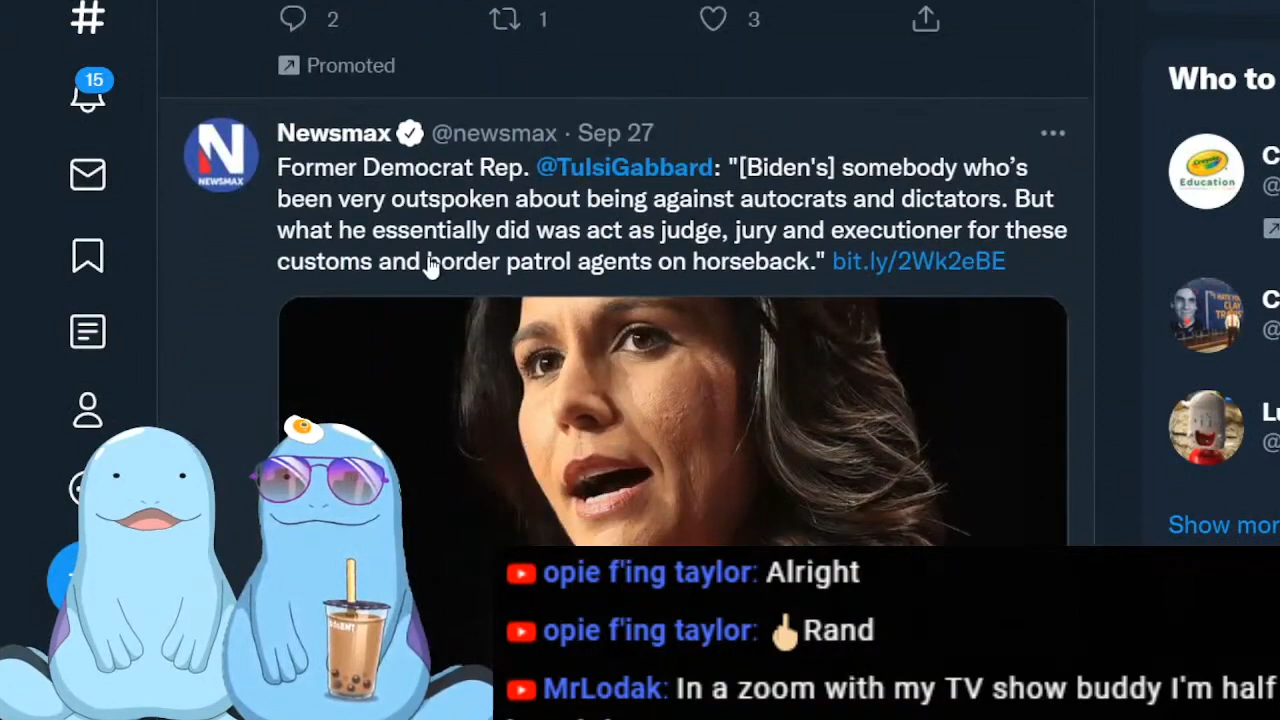 2 1 3
Promoted
15
Who to
Newsmax @newsmax · Sep 27
N
NEWSMAX
Former Democrat Rep. @TulsiGabbard: "[Biden's] somebody who's
been very outspoken about being against autocrats and dictators. But
what he essentially did was act as judge, jury and executioner for these
customs and border patrol agents on horseback." bit.ly/2Wk2eBE
Crayola
Education
C
@
C
@
Lu
@
Show mor
opie f'ing taylor: Alright
opie f'ing taylor: 🖕🏼Rand
MrLodak: In a zoom with my TV show buddy I'm half